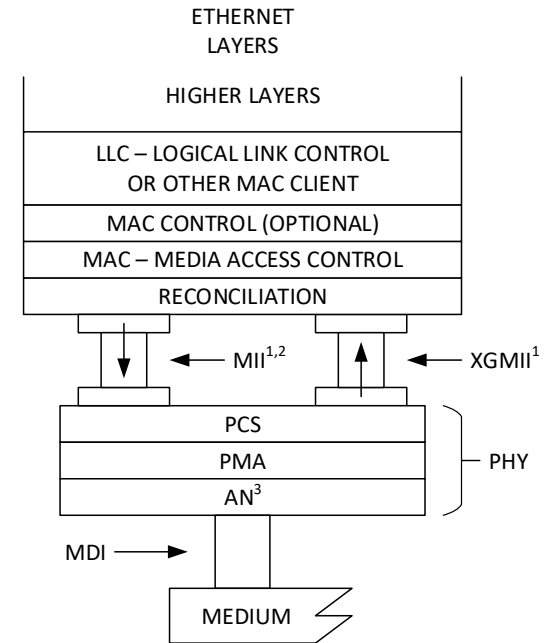 ETHERNET
LAYERS
HIGHER LAYERS
LLC – LOGICAL LINK CONTROL
OR OTHER MAC CLIENT
MAC CONTROL (OPTIONAL)
MAC – MEDIA ACCESS CONTROL
RECONCILIATION
MII1,2
XGMII1
PCS
PMA
AN3
PHY
MDI
MEDIUM